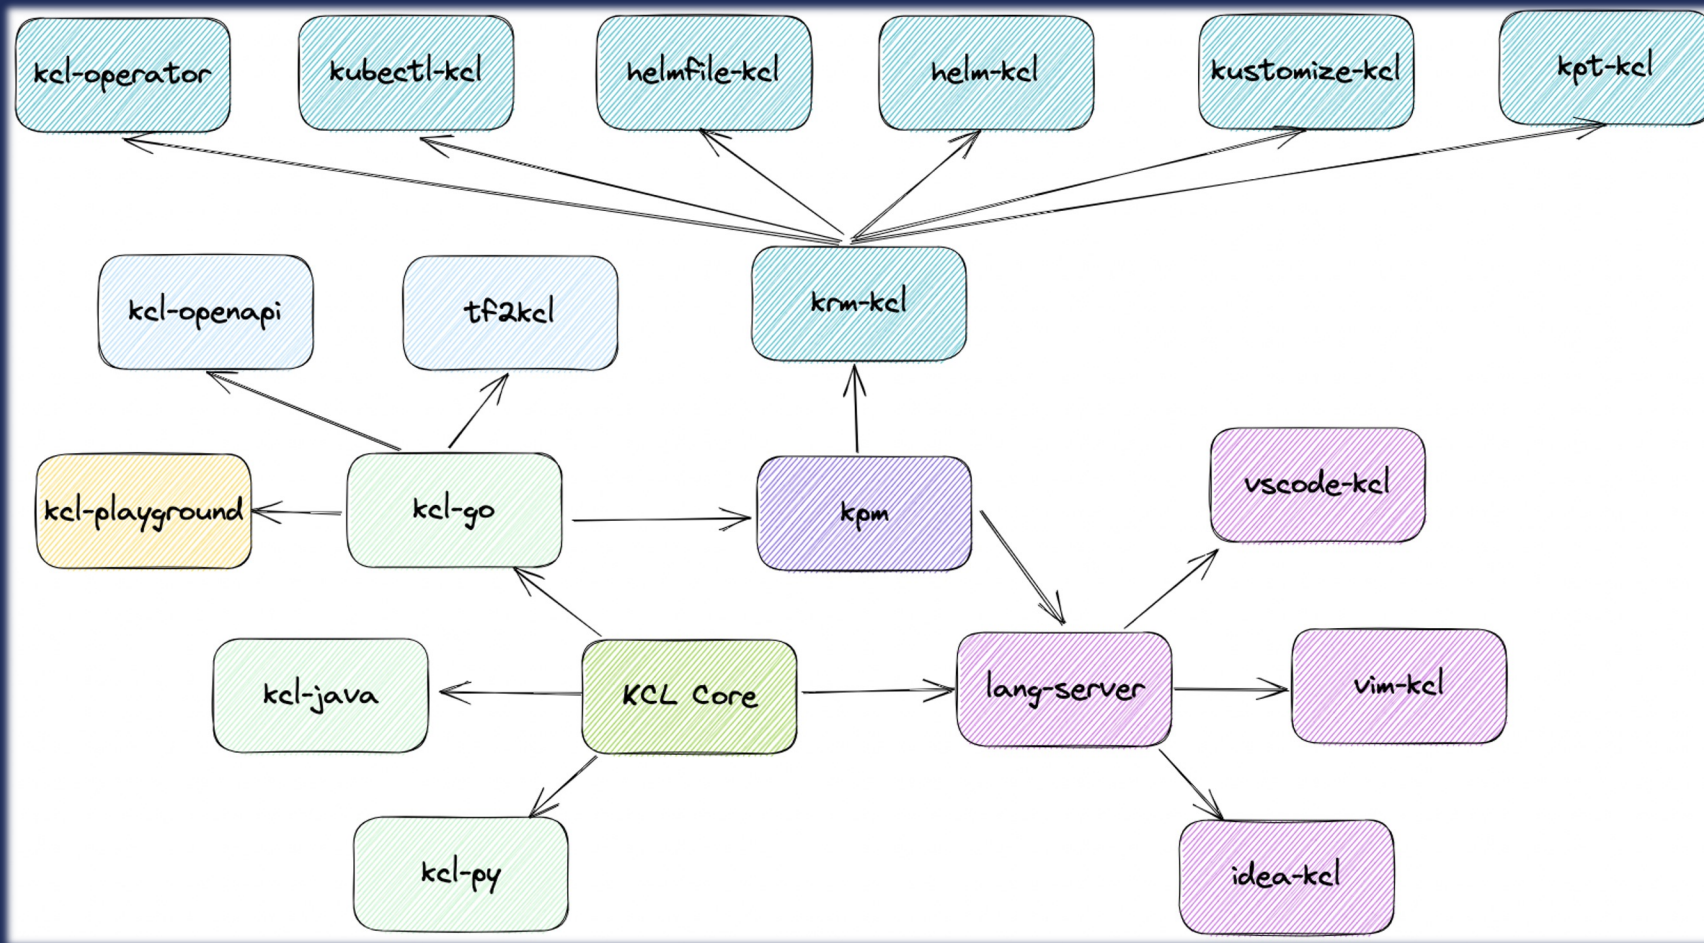 kcl-operator
kubectl-kcl
helmfile-kcl
helm-kcl
kustomize-kcl
kpt-kcl
kcl-openapi
tf2kcl
krm-kcl
kcl-playground
kcl-go
kpm
vscode-kcl
kcl-java
KCL Core
lang-server
vim-kcl
kcl-py
idea-kcl